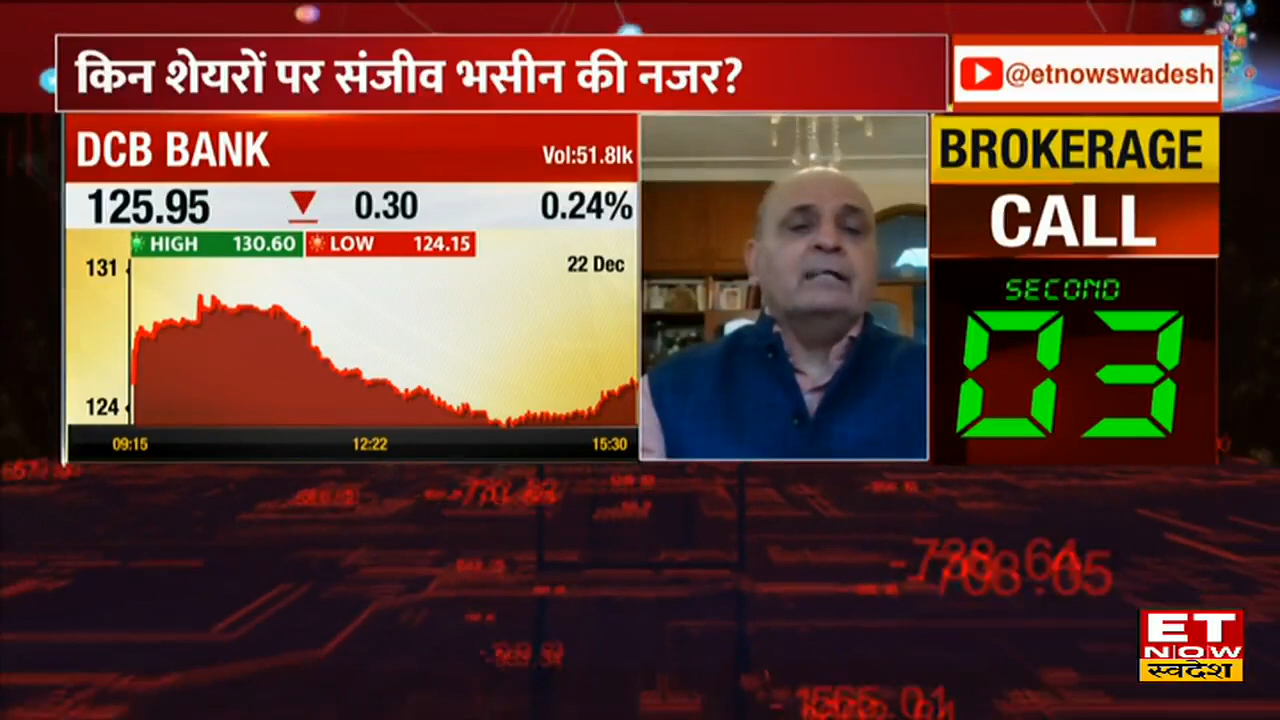 किन शेयरों पर संजीव भसीन की नजर?
@etnowswadesh
DCB BANK
Vol:51.8lk
125.95
0.30
0.24%
HIGH 130.60
LOW 124.15
22 Dec
131
124
09:15
12:22
15:30
BROKERAGE
CALL
SECOND
03
ET
NOW
स्वदेश